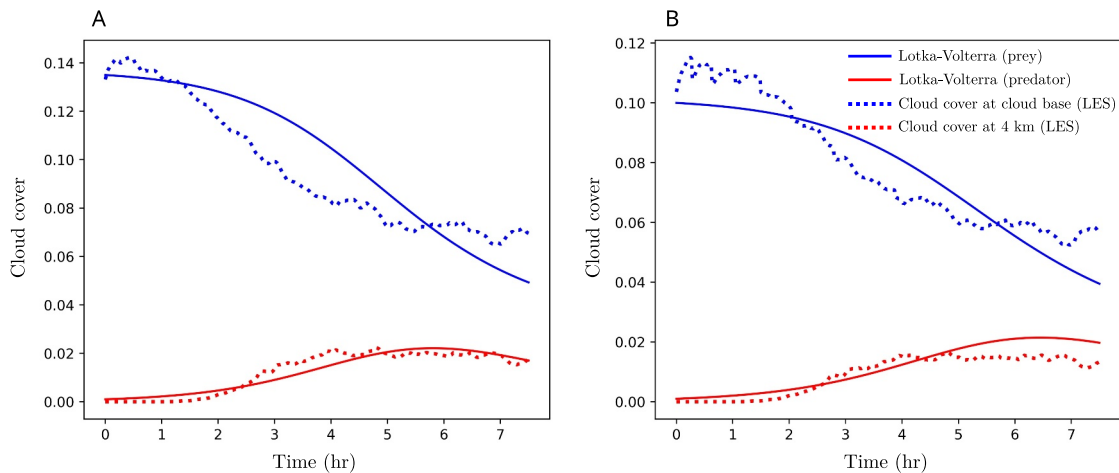 A
Cloud cover
0.14
0.12
0.10
0.08
0.06
0.04
0.02
0.00
0 1 2 3 4 5 6 7
Time (hr)
B
Cloud cover
0.12
0.10
0.08
0.06
0.04
0.02
0.00
0 1 2 3 4 5 6 7
Time (hr)
Lotka-Volterra (prey)
Lotka-Volterra (predator)
Cloud cover at cloud base (LES)
Cloud cover at 4 km (LES)